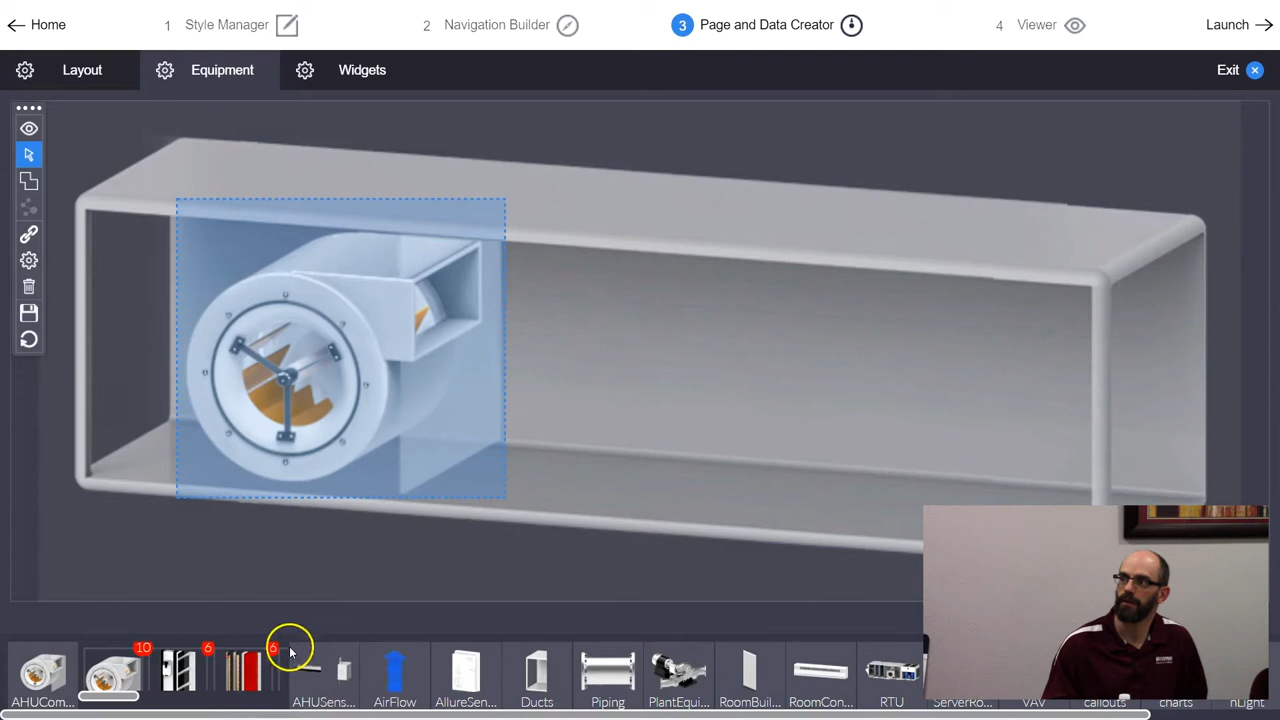 Home 1 Style Manager 2 Navigation Builder 3 Page and Data Creator 4 Viewer Launch
Layout Equipment Widgets Exit
10 6 6
AHUCom... AHUSens... AirFlow AllureSen... Ducts Piping PlantEqui... RoomBuil... RoomCon... RTU ServerRo... VAV callouts charts nLight